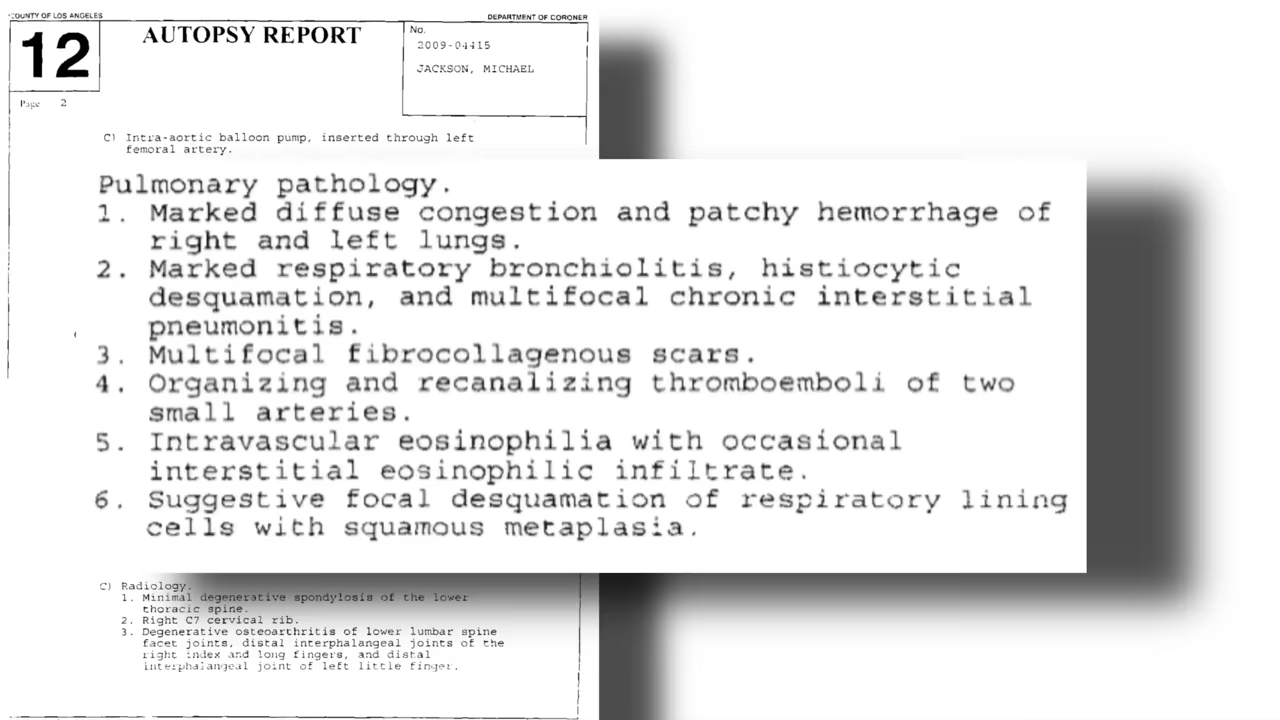 COUNTY OF LOS ANGELES
DEPARTMENT OF CORONER
12
AUTOPSY REPORT
No.
2009-04415
JACKSON, MICHAEL
Page 2
C) Intra-aortic balloon pump, inserted through left
femoral artery.
Pulmonary pathology.
1. Marked diffuse congestion and patchy hemorrhage of
right and left lungs.
2. Marked respiratory bronchiolitis, histiocytic
desquamation, and multifocal chronic interstitial
pneumonitis.
3. Multifocal fibrocollagenous scars.
4. Organizing and recanalizing thromboemboli of two
small arteries.
5. Intravascular eosinophilia with occasional
interstitial eosinophilic infiltrate.
6. Suggestive focal desquamation of respiratory lining
cells with squamous metaplasia.
C) Radiology.
1. Minimal degenerative spondylosis of the lower
thoracic spine.
2. Right C7 cervical rib.
3. Degenerative osteoarthritis of lower lumbar spine
facet joints, distal interphalangeal joints of the
right index and long fingers, and distal
interphalangeal joint of left little finger.